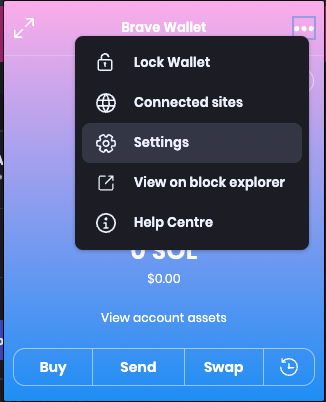 Brave Wallet
Lock Wallet
Connected sites
Settings
View on block explorer
Help Centre
0 SOL
$0.00
View account assets
Buy
Send
Swap